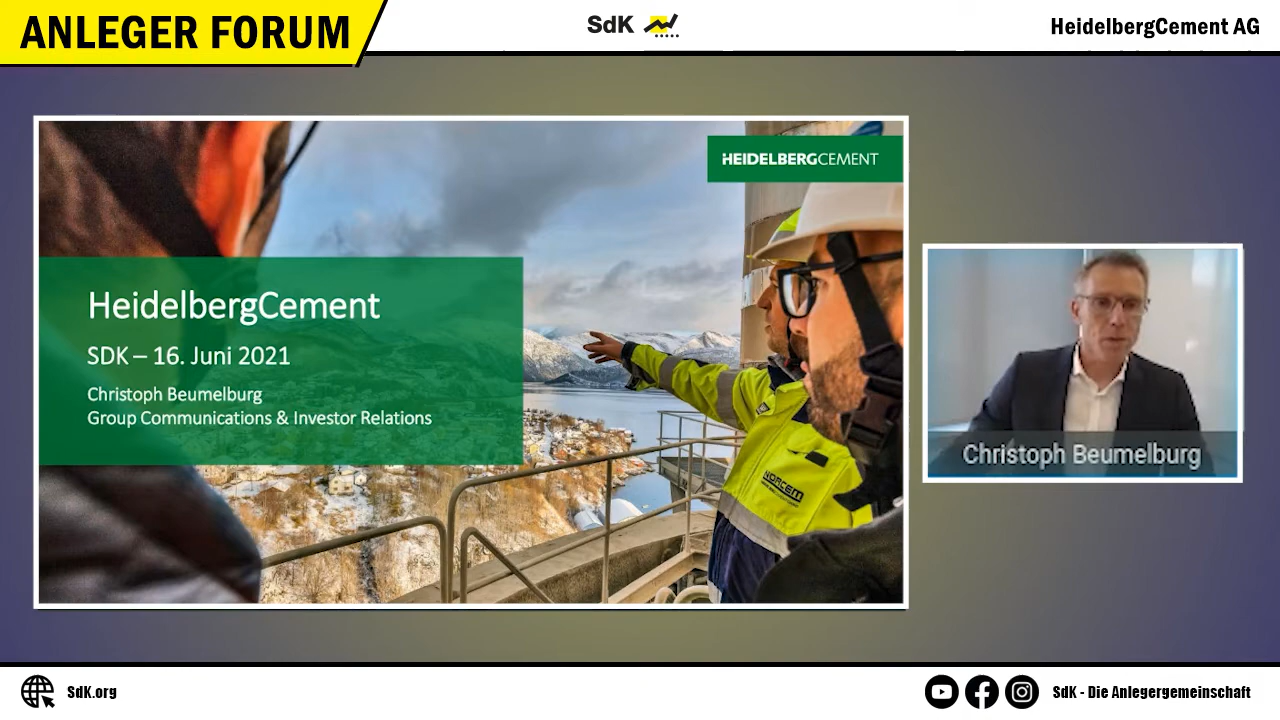 ANLEGER FORUM
SdK
HeidelbergCement AG
HEIDELBERGCEMENT
HeidelbergCement
SDK – 16. Juni 2021
Christoph Beumelburg
Group Communications & Investor Relations
NORCEM
Christoph Beumelburg
SdK.org
SdK - Die Anlegergemeinschaft